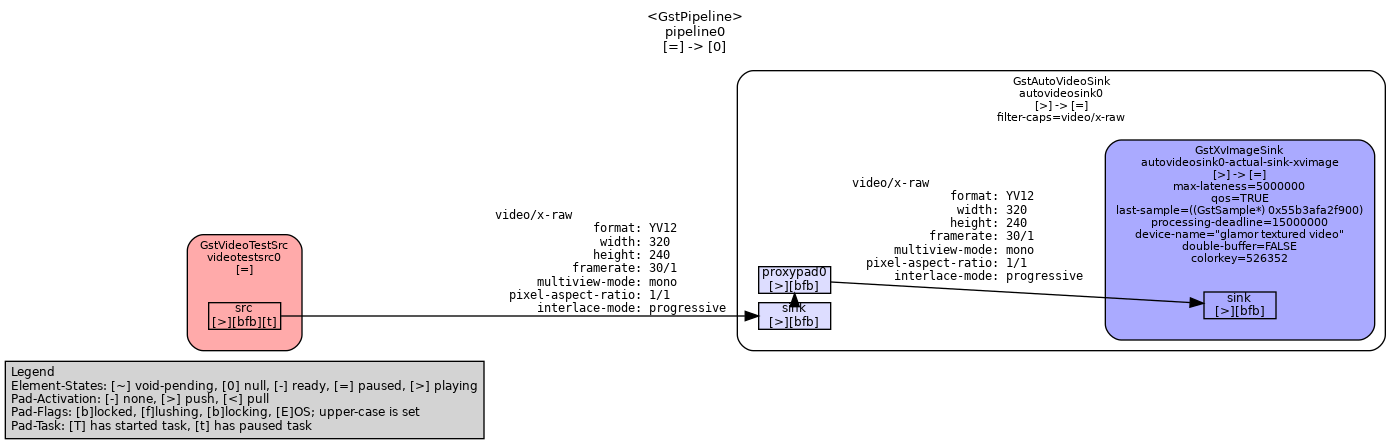 <GstPipeline>
pipeline0
[=] -> [0]
GstAutoVideoSink
autovideosink0
[>] -> [=]
filter-caps=video/x-raw
GstXvImageSink
autovideosink0-actual-sink-xvimage
[>] -> [=]
max-lateness=5000000
qos=TRUE
last-sample=((GstSample*) 0x55b3afa2f900)
processing-deadline=15000000
device-name="glamor textured video"
double-buffer=FALSE
colorkey=526352
sink
[>][bfb]
video/x-raw
format: YV12
width: 320
height: 240
framerate: 30/1
multiview-mode: mono
pixel-aspect-ratio: 1/1
interlace-mode: progressive
proxypad0
[>][bfb]
sink
[>][bfb]
video/x-raw
format: YV12
width: 320
height: 240
framerate: 30/1
multiview-mode: mono
pixel-aspect-ratio: 1/1
interlace-mode: progressive
GstVideoTestSrc
videotestsrc0
[=]
src
[>][bfb][t]
Legend
Element-States: [~] void-pending, [0] null, [-] ready, [=] paused, [>] playing
Pad-Activation: [-] none, [>] push, [<] pull
Pad-Flags: [b]locked, [f]lushing, [b]locking, [E]OS; upper-case is set
Pad-Task: [T] has started task, [t] has paused task